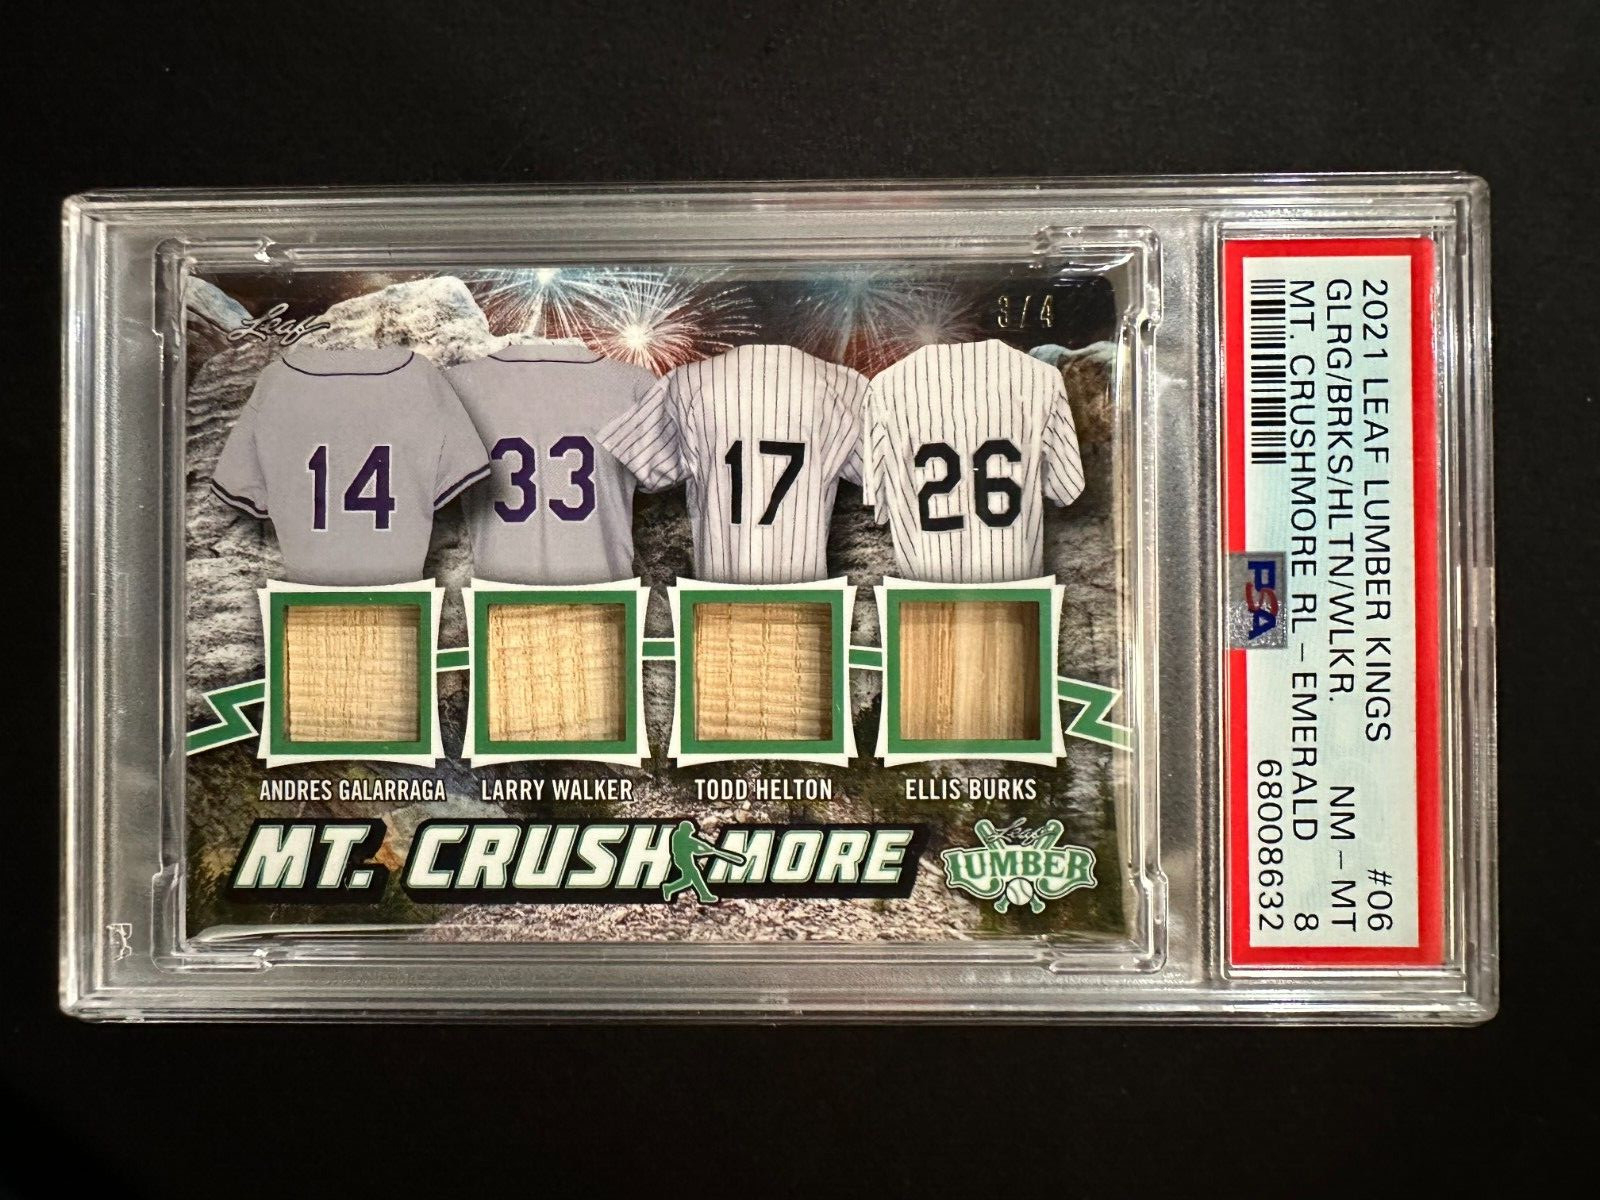 Leaf
3/4
14
33
17
26
ANDRES GALARRAGA
LARRY WALKER
TODD HELTON
ELLIS BURKS
MT. CRUSHMORE
Leaf
LUMBER
2021 LEAF LUMBER KINGS #06
GLRG/BRKS/HLTN/WLKR. NM-MT
MT. CRUSHMORE RL-EMERALD 8
68008632
PSA